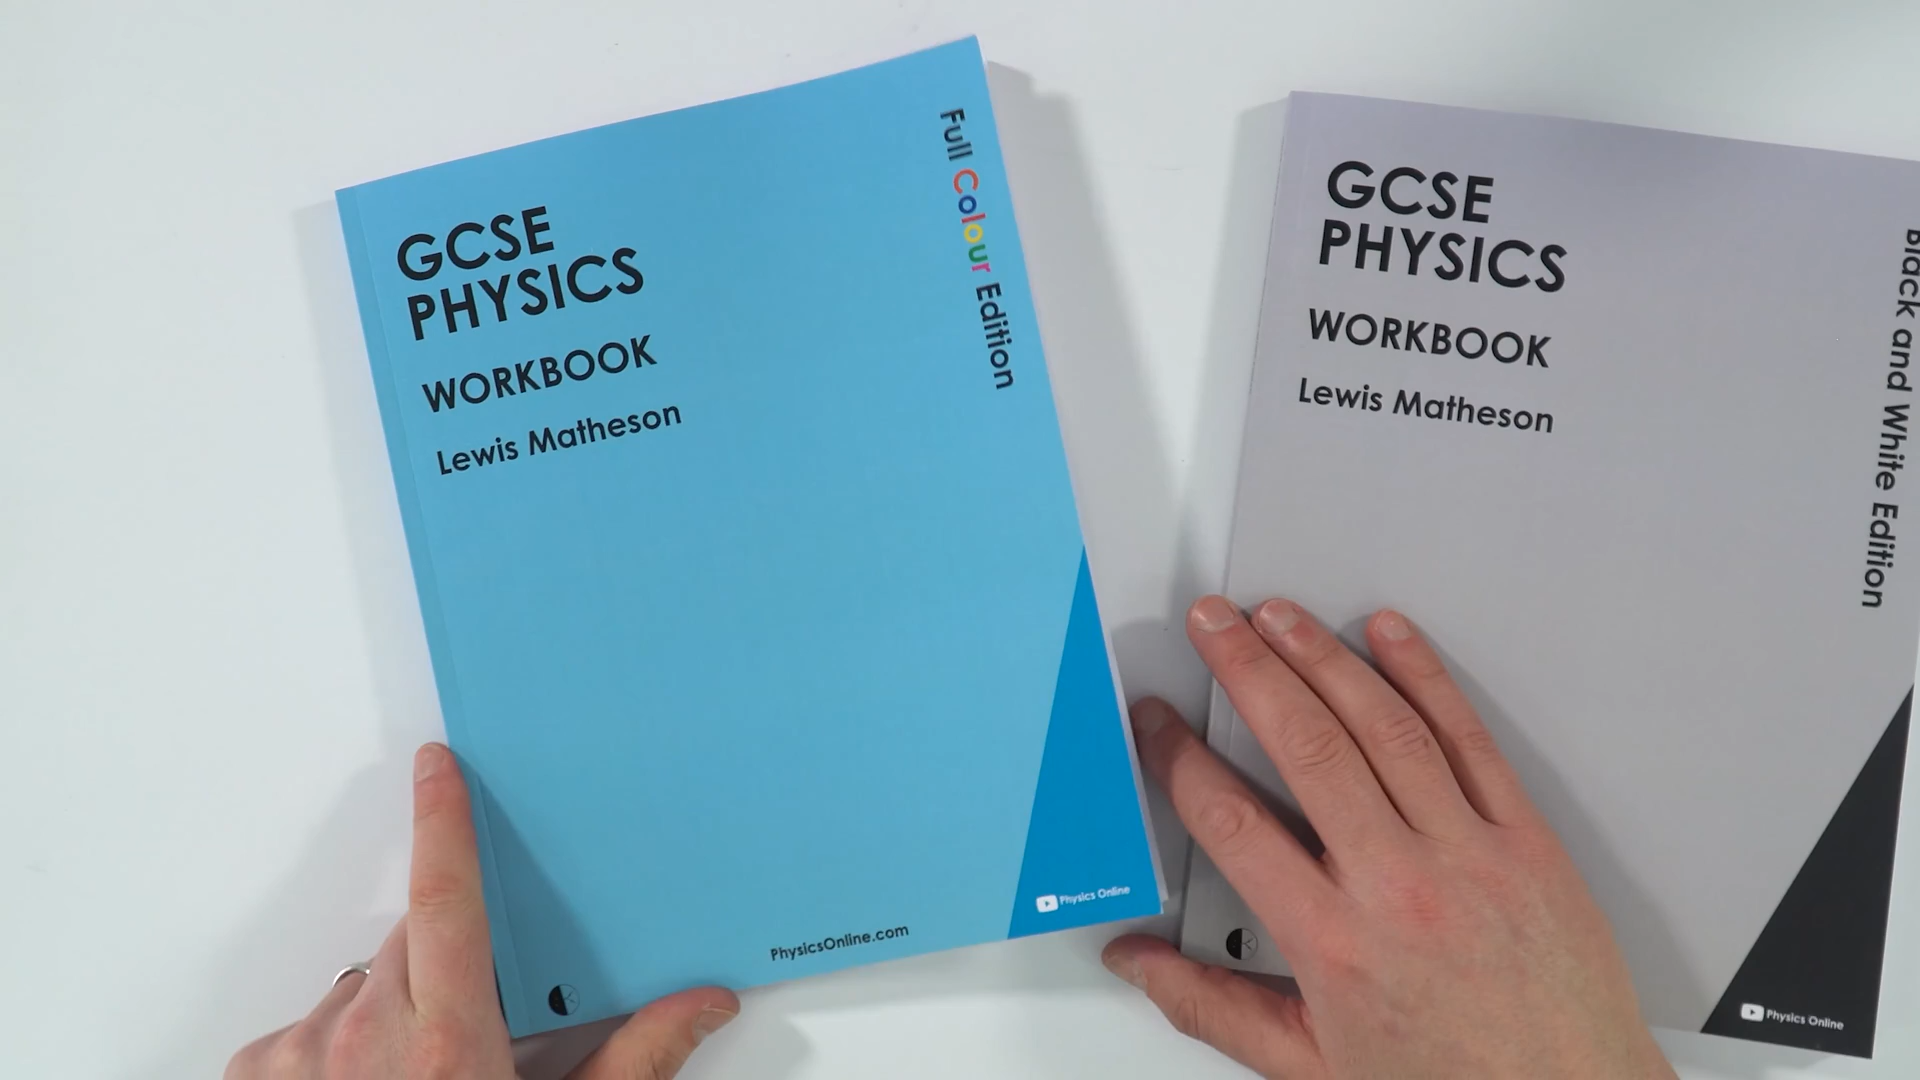 GCSE
PHYSICS
WORKBOOK
Lewis Matheson
Full Colour Edition
PhysicsOnline.com
Physics Online
GCSE
PHYSICS
WORKBOOK
Lewis Matheson
Black and White Edition
Physics Online